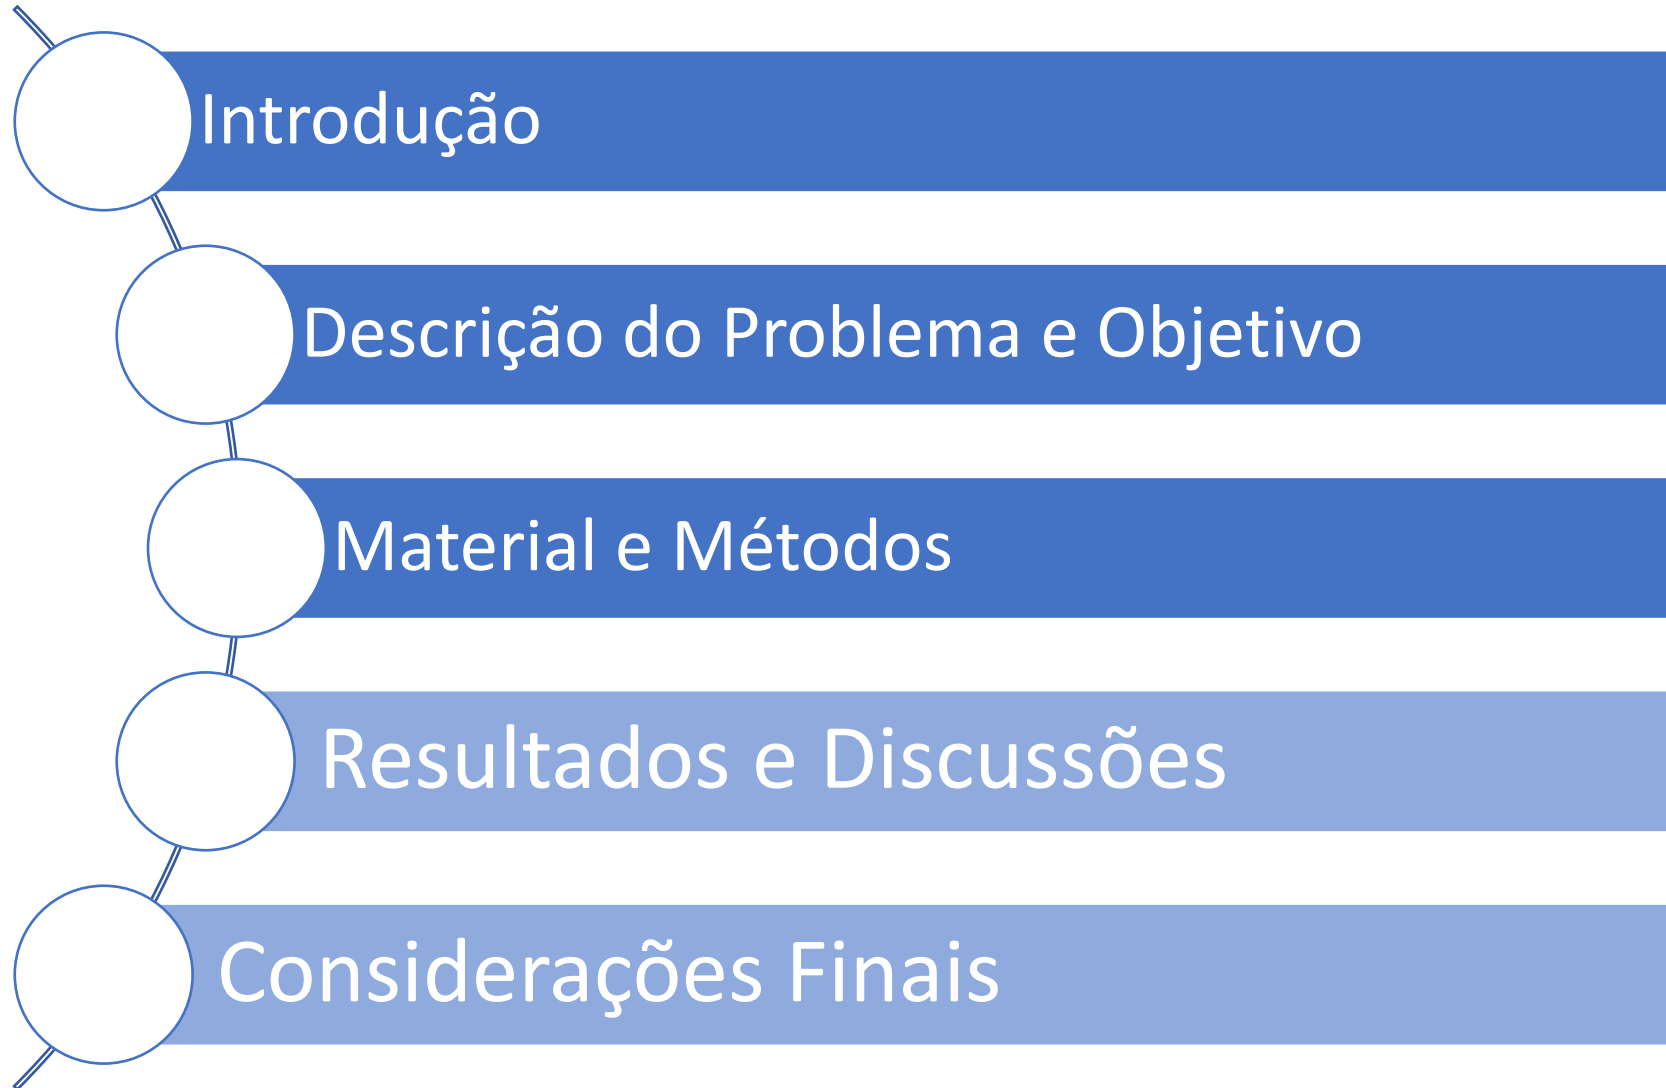 Introdução
Descrição do Problema e Objetivo
Material e Métodos
Resultados e Discussões
Considerações Finais